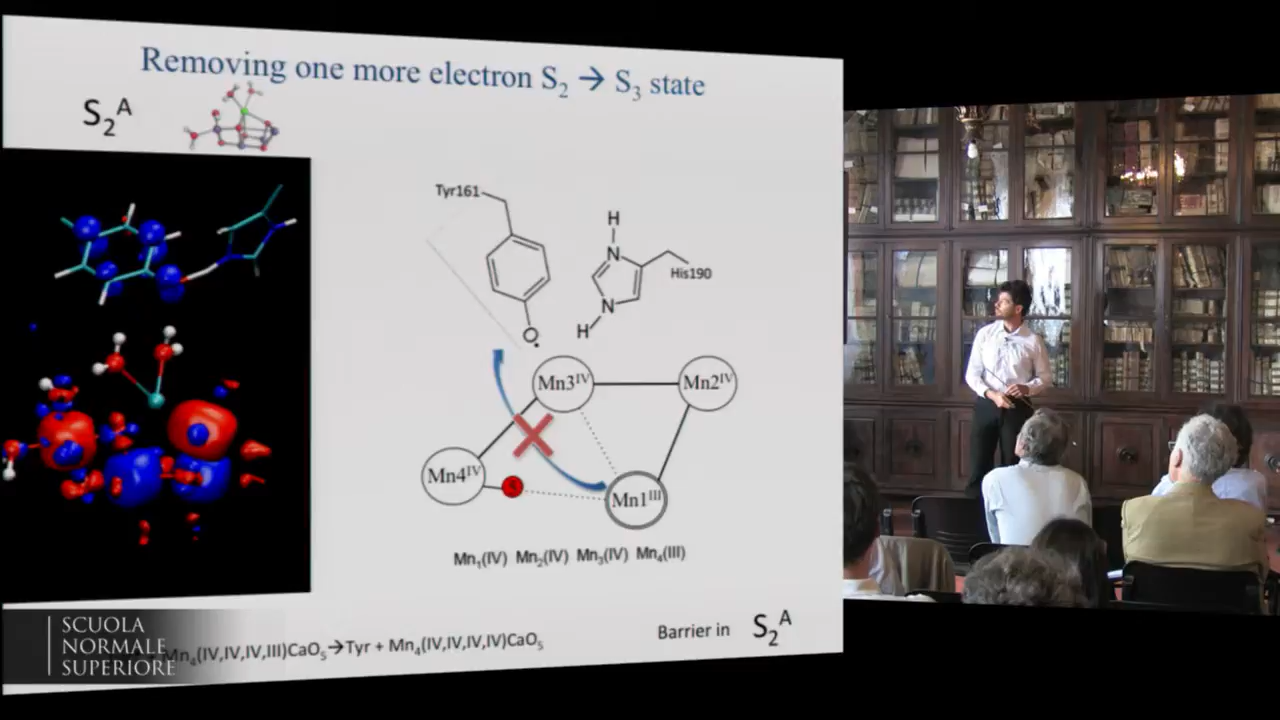 Removing one more electron S₂ → S₃ state
S₂ᴬ
Tyr161
H
N
His190
N
H
O
Mn3ᴵⱽ
Mn2ᴵⱽ
Mn4ᴵⱽ
5
Mn1ᴵᴵᴵ
Mn₁(IV) Mn₂(IV) Mn₃(IV) Mn₄(III)
Mn₄(IV,IV,IV,III)CaO₅→Tyr + Mn₄(IV,IV,IV,IV)CaO₅
Barrier in S₂ᴬ
SCUOLA
NORMALE
SUPERIORE